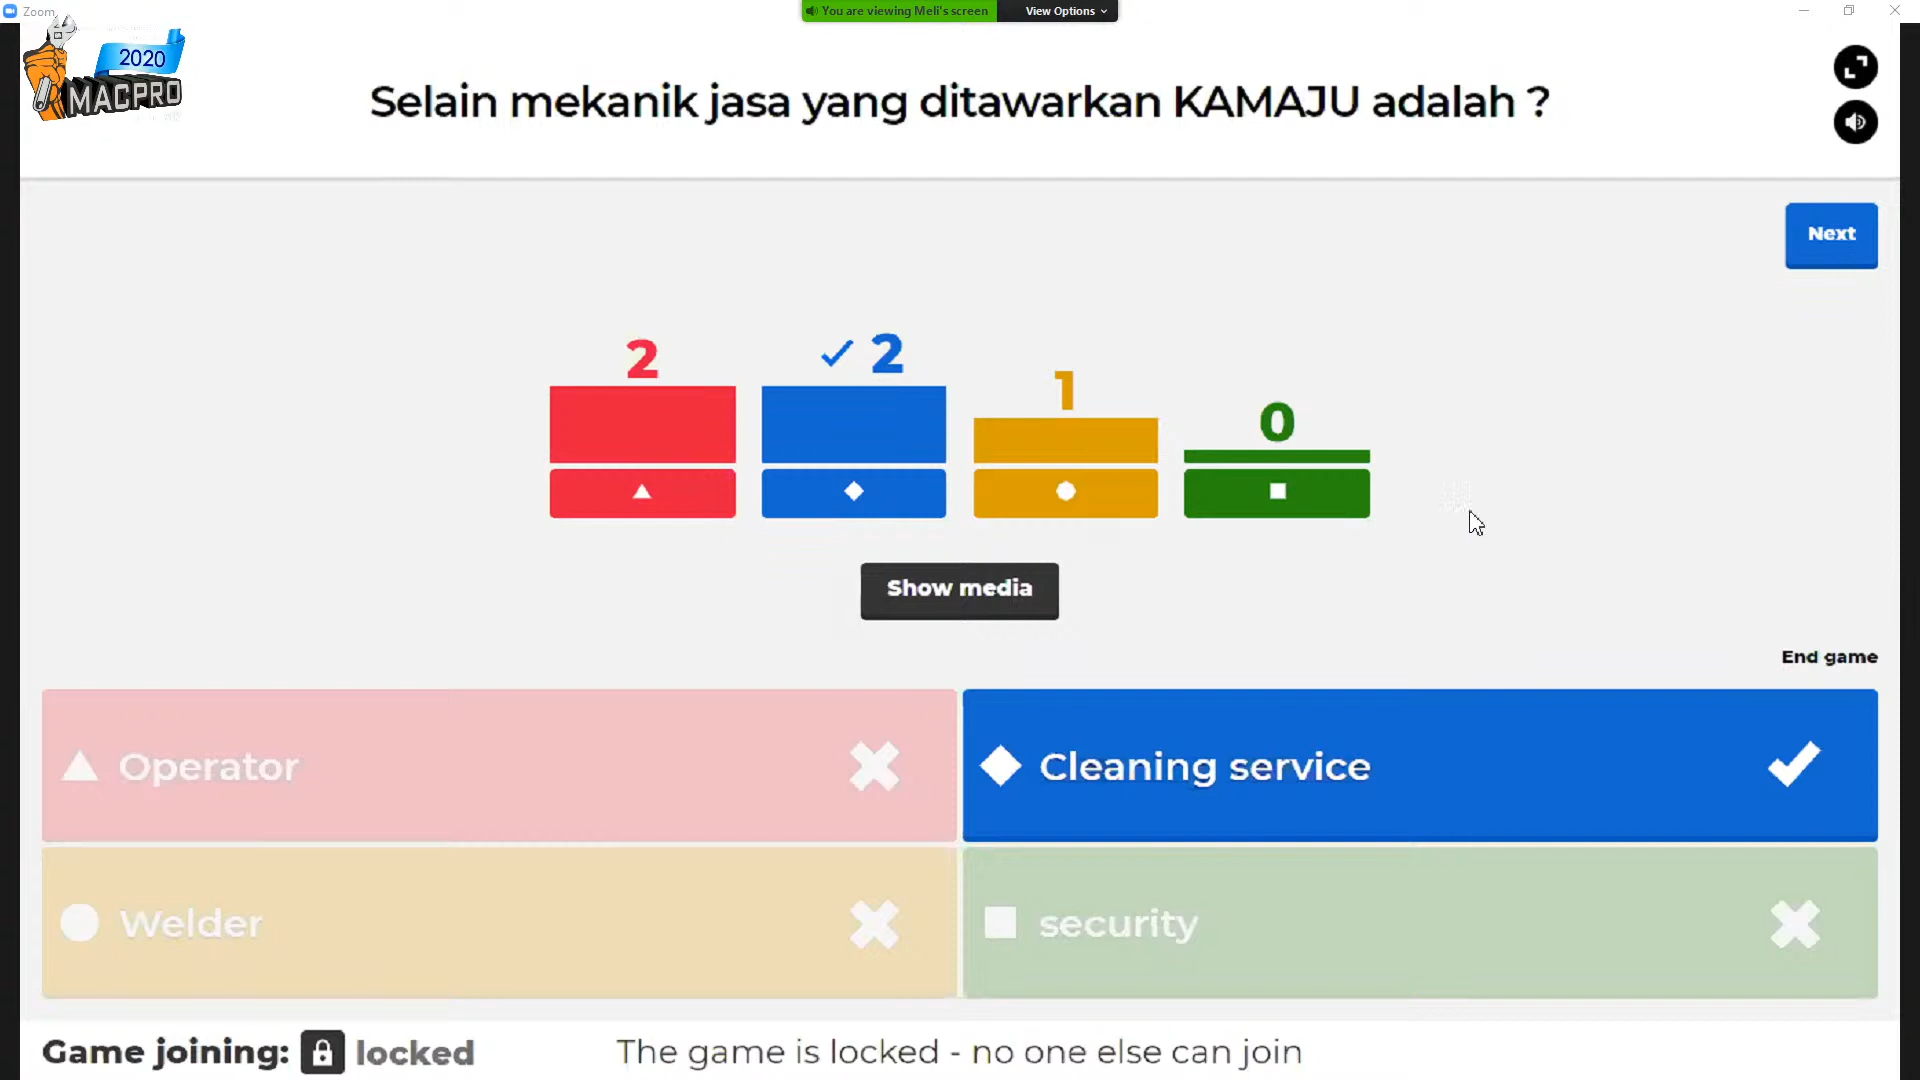 Zoom
You are viewing Meli's screen
View Options
2020
MACPRO
Selain mekanik jasa yang ditawarkan KAMAJU adalah ?
Next
2
2
1
0
Show media
End game
Operator
Cleaning service
Welder
security
Game joining: locked
The game is locked - no one else can join